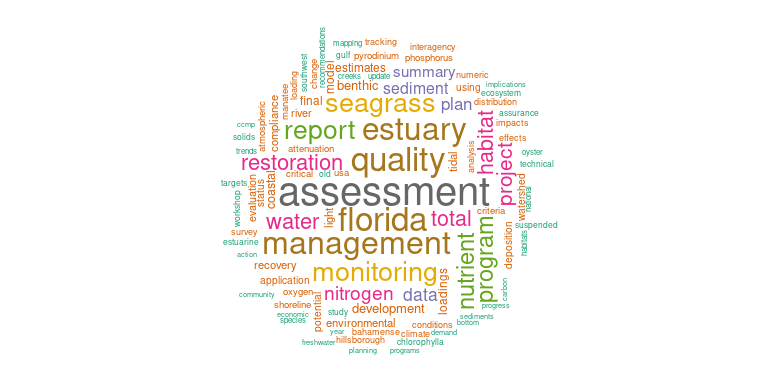 recommendations
mapping
tracking
interagency
gulf
pyrodinium
phosphorus
southwest
change
model
estimates
summary
numeric
loading
creeks
update
implications
manatee
benthic
sediment
using
ecosystem
final
seagrass
plan
distribution
atmospheric
compliance
river
assurance
ccmp
report
estuary
habitat
impacts
solids
effects
trends
attenuation
quality
tidal
analysis
project
oyster
restoration
technical
critical
old
usa
targets
evaluation
status
coastal
assessment
watershed
national
workshop
water
light
florida
total
criteria
survey
suspended
estuarine
management
nutrient
program
deposition
habitats
action
recovery
monitoring
application
loadings
carbon
community
oxygen
nitrogen
data
shoreline
potential
study
development
progress
economic
species
environmental
conditions
sediments
bottom
year
bahamense
climate
demand
freshwater
hillsborough
chlorophylla
planning
programs